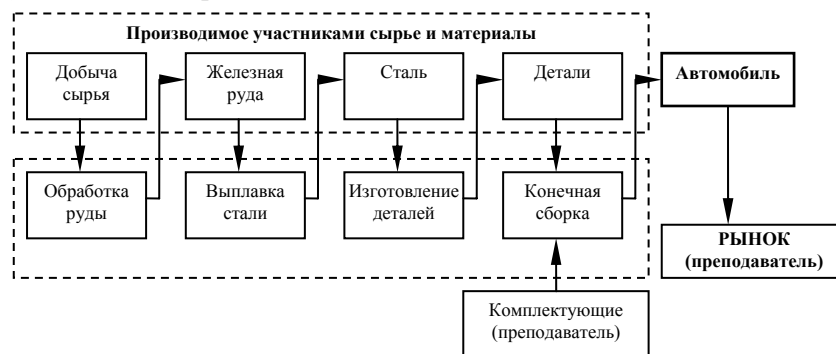 Производимое участниками сырье и материалы
Добыча
сырья
Железная
руда
Сталь
Детали
Автомобиль
Обработка
руды
Выплавка
стали
Изготовление
деталей
Конечная
сборка
РЫНОК
(преподаватель)
Комплектующие
(преподаватель)